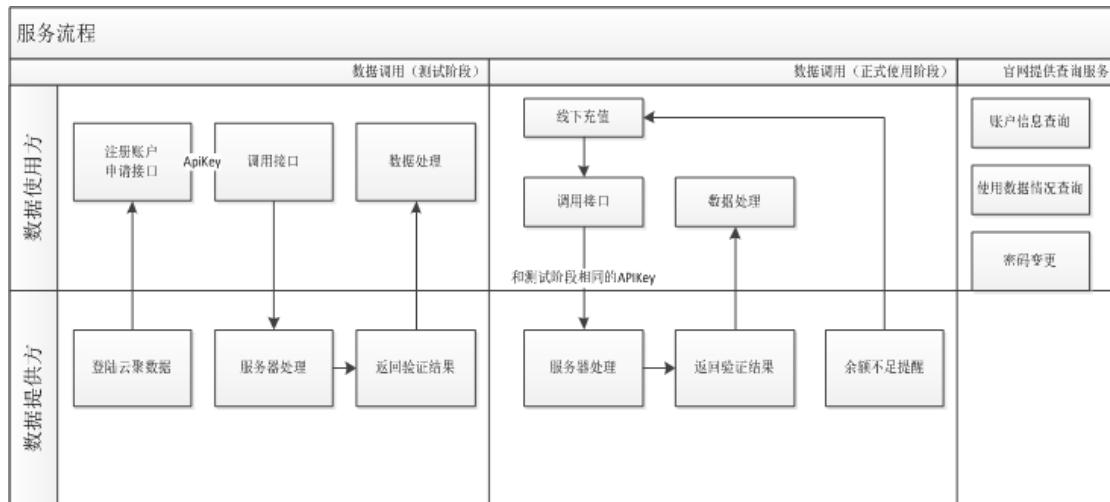 服务流程
数据调用（测试阶段）
数据调用（正式使用阶段）
官网提供查询服务
数据使用方
注册账户
申请接口
ApiKey
调用接口
数据处理
线下充值
调用接口
数据处理
和测试阶段相同的APIKey
账户信息查询
使用数据情况查询
密码变更
数据提供方
登陆云聚数据
服务器处理
返回验证结果
服务器处理
返回验证结果
余额不足提醒